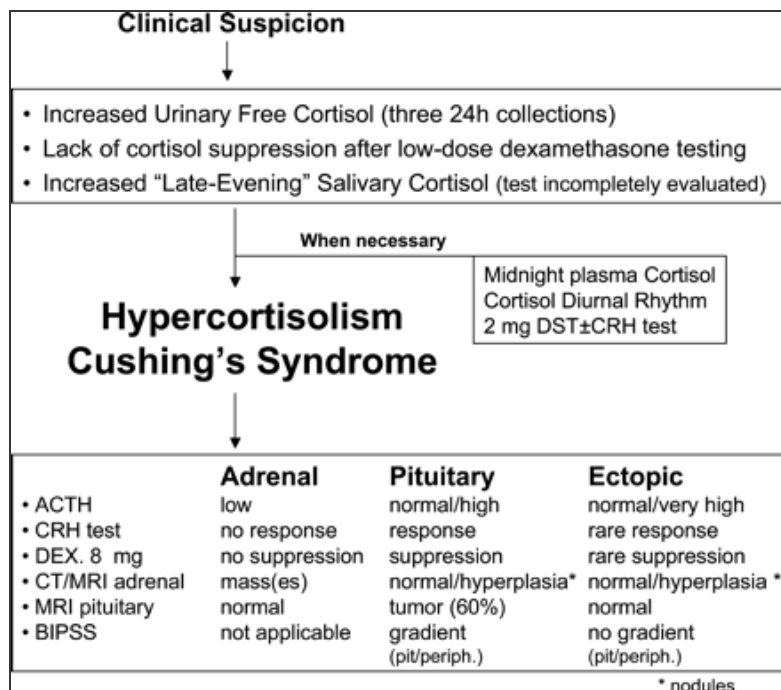 Clinical Suspicion
• Increased Urinary Free Cortisol (three 24h collections)
• Lack of cortisol suppression after low-dose dexamethasone testing
• Increased “Late-Evening” Salivary Cortisol (test incompletely evaluated)
When necessary
Midnight plasma Cortisol
Cortisol Diurnal Rhythm
2 mg DST±CRH test
Hypercortisolism
Cushing's Syndrome
Adrenal Pituitary Ectopic
• ACTH low normal/high normal/very high
• CRH test no response response rare response
• DEX. 8 mg no suppression suppression rare suppression
• CT/MRI adrenal mass(es) normal/hyperplasia* normal/hyperplasia *
• MRI pituitary normal tumor (60%) normal
• BIPSS not applicable gradient no gradient
(pit/periph.) (pit/periph.)
* nodules